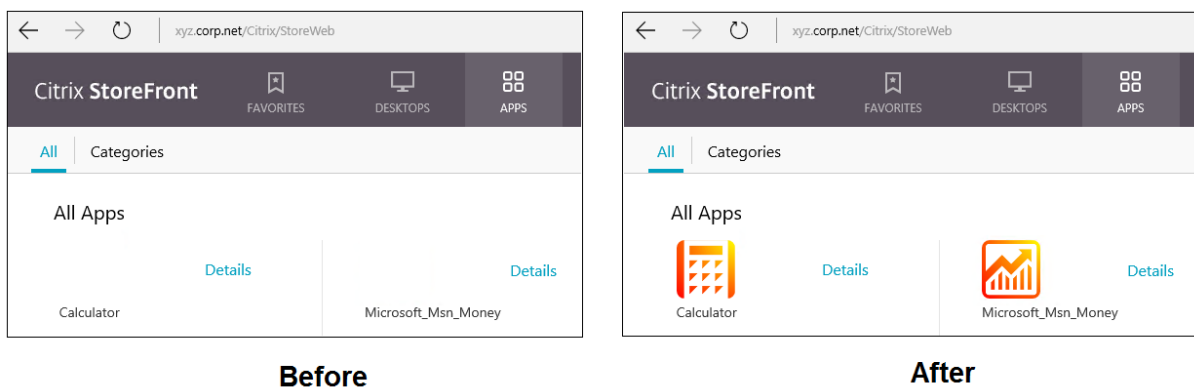 xyz.corp.net/Citrix/StoreWeb
Citrix StoreFront
FAVORITES
DESKTOPS
APPS
All
Categories
All Apps
Details
Details
Calculator
Microsoft_Msn_Money
Before
xyz.corp.net/Citrix/StoreWeb
Citrix StoreFront
FAVORITES
DESKTOPS
APPS
All
Categories
All Apps
Details
Details
Calculator
Microsoft_Msn_Money
After